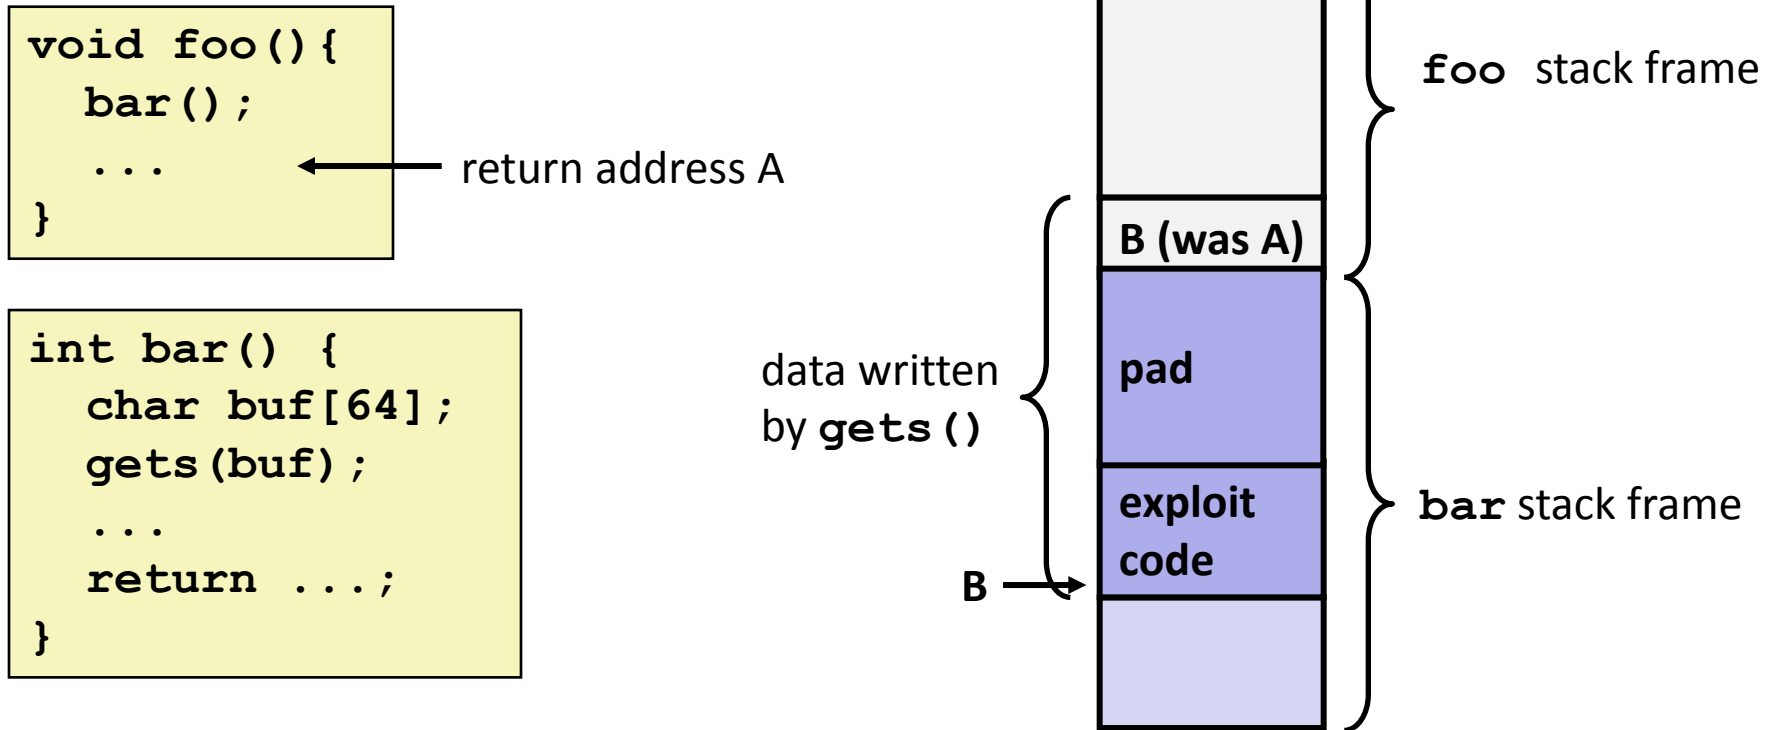 void foo(){
bar();
...
}
return address A
int bar() {
char buf[64];
gets(buf);
...
return ...;
}
data written
by gets()
B
B (was A)
pad
exploit
code
foo stack frame
bar stack frame